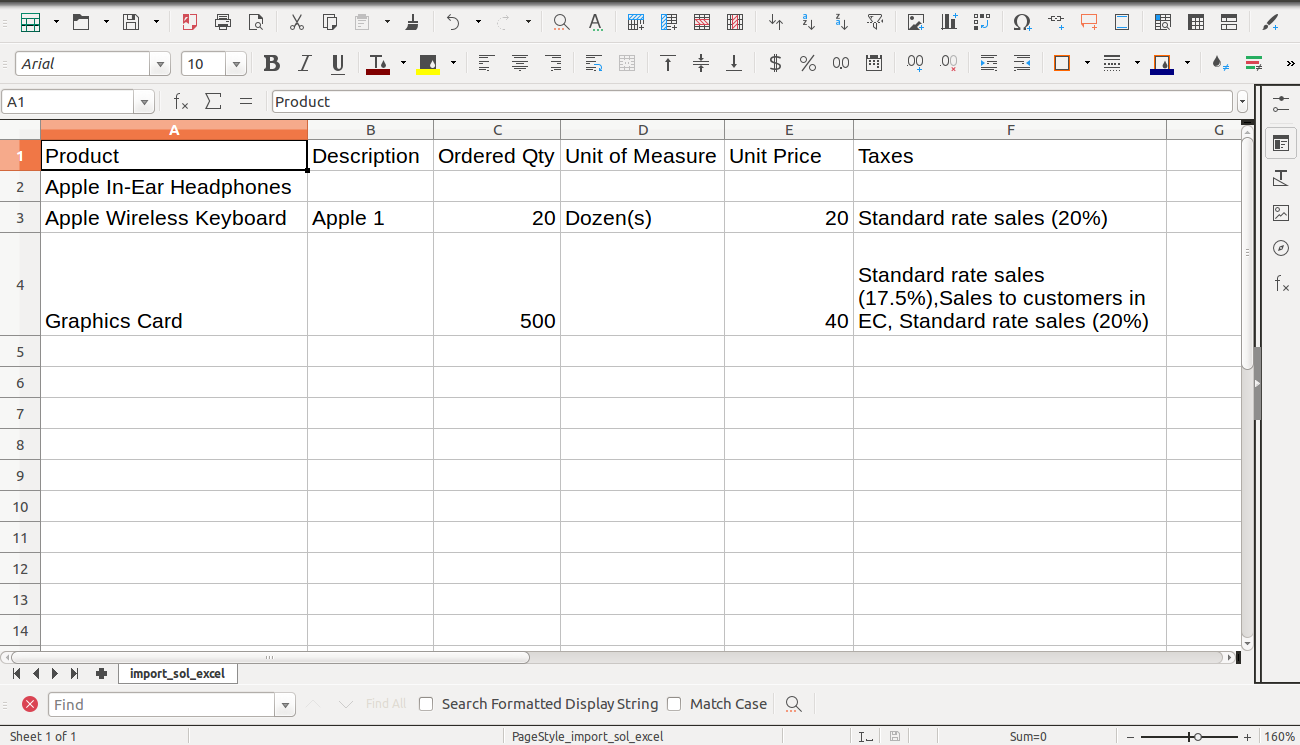 Arial 10
A1 Product
A B C D E F G
1 Product Description Ordered Qty Unit of Measure Unit Price Taxes
2 Apple In-Ear Headphones
3 Apple Wireless Keyboard Apple 1 20 Dozen(s) 20 Standard rate sales (20%)
Standard rate sales
4 (17.5%),Sales to customers in
Graphics Card 500 40 EC, Standard rate sales (20%)
5
6
7
8
9
10
11
12
13
14
import_sol_excel
Find Find All Search Formatted Display String Match Case
Sheet 1 of 1 PageStyle_import_sol_excel Sum=0 160%